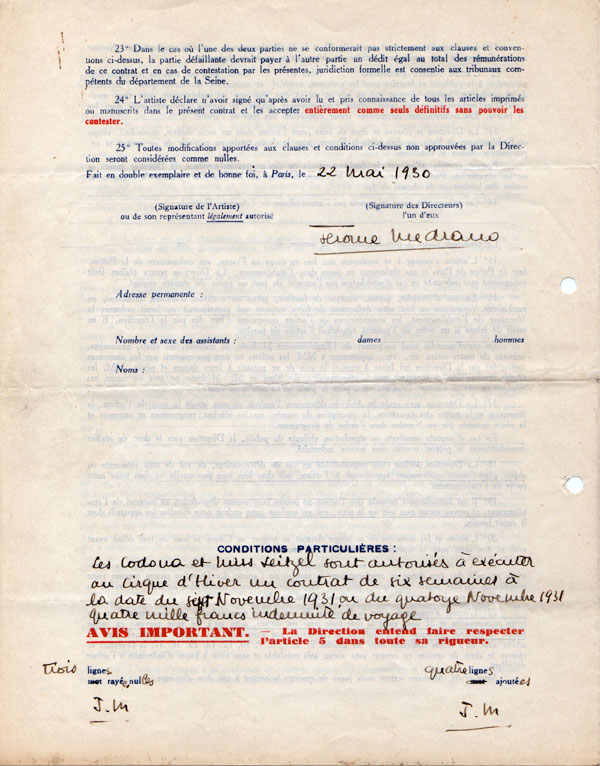 23° Dans le cas où l'une des deux parties ne se conformerait pas strictement aux clauses et conven-
tions ci-dessus, la partie défaillante devrait payer à l'autre partie un dédit égal au total des rémunérations
de ce contrat et en cas de contestation par les présentes, juridiction formelle est consentie aux tribunaux com-
pétents du département de la Seine.
24° L'artiste déclare n'avoir signé qu'après avoir lu et pris connaissance de tous les articles imprimés
ou manuscrits dans le présent contrat et les accepter entièrement comme seuls définitifs sans pouvoir les
contester.
25° Toutes modifications apportées aux clauses et conditions ci-dessus non approuvées par la Direc-
tion seront considérées comme nulles.
Fait en double exemplaire et de bonne foi, à Paris, le 22 Mai 1930
(Signature de l'Artiste)
ou de son représentant légalement autorisé
(Signature des Directeurs)
l'un d'eux
Jerome Medrano
Adresse permanente :
Nombre et sexe des assistants : dames hommes
Noms :
CONDITIONS PARTICULIÈRES :
Les Codona et Miss Leitzel sont autorisés à exécuter
au Cirque d'Hiver un contrat de six semaines à
la date du sept Novembre 1931 ou du quatorze Novembre 1931
quatre mille francs indemnité de voyage
AVIS IMPORTANT. — La Direction entend faire respecter
l'article 5 dans toute sa rigueur.
Trois lignes
mot rayées nulles
J.M
quatre lignes
mot ajoutées
J.M